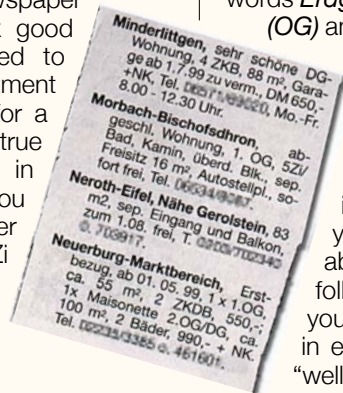 wspaper
good
ed to
ment
for a
true
in
ou
er
Zi
words
(OG) an
Minderlittgen, sehr schöne DG-
Wohnung, 4 ZKB, 88 m², Gara-
ge ab 1.7.99 zu verm., DM 650,-
+NK, Tel. Mo.-Fr.
8.00 - 12.30 Uhr.
Morbach-Bischofsdhron, ab-
geschl. Wohnung, 1. OG, 5Zi/
Bad, Kamin, überd. Blk., sep.
Freisitz 16 m², Autostellpl., so-
fort frei, Tel.
Neroth-Eifel, Nähe Gerolstein, 83
m2, sep. Eingang und Balkon,
zum 1.08. frei, T.
Neuerburg-Marktbereich, Erst-
bezug, ab 01. 05. 99, 1 x 1.OG,
ca. 55 m², 2 ZKDB, 550,-;
1x Maisonette 2.OG/DG, ca.
100 m², 2 Bäder, 990,- + NK.
Tel.
i
y
ab
foll
you
in e
“well